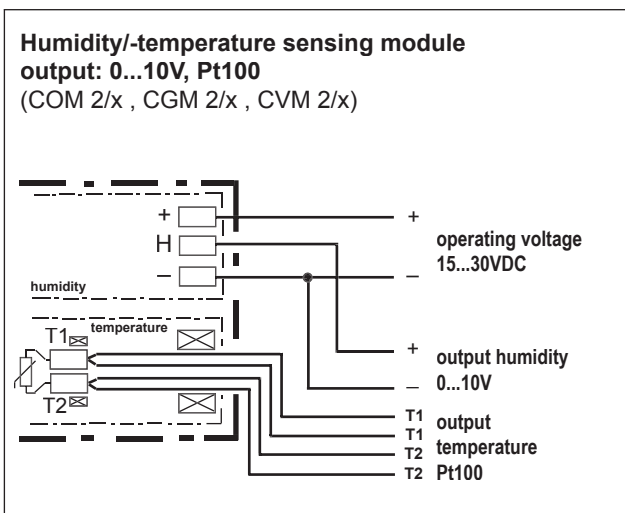 Humidity/-temperature sensing module
output: 0...10V, Pt100
(COM 2/x , CGM 2/x , CVM 2/x)
+
H
–
humidity
temperature
T1
T2
+
operating voltage
15...30VDC
–
+
output humidity
0...10V
–
T1
output
T1
temperature
T2
Pt100
T2